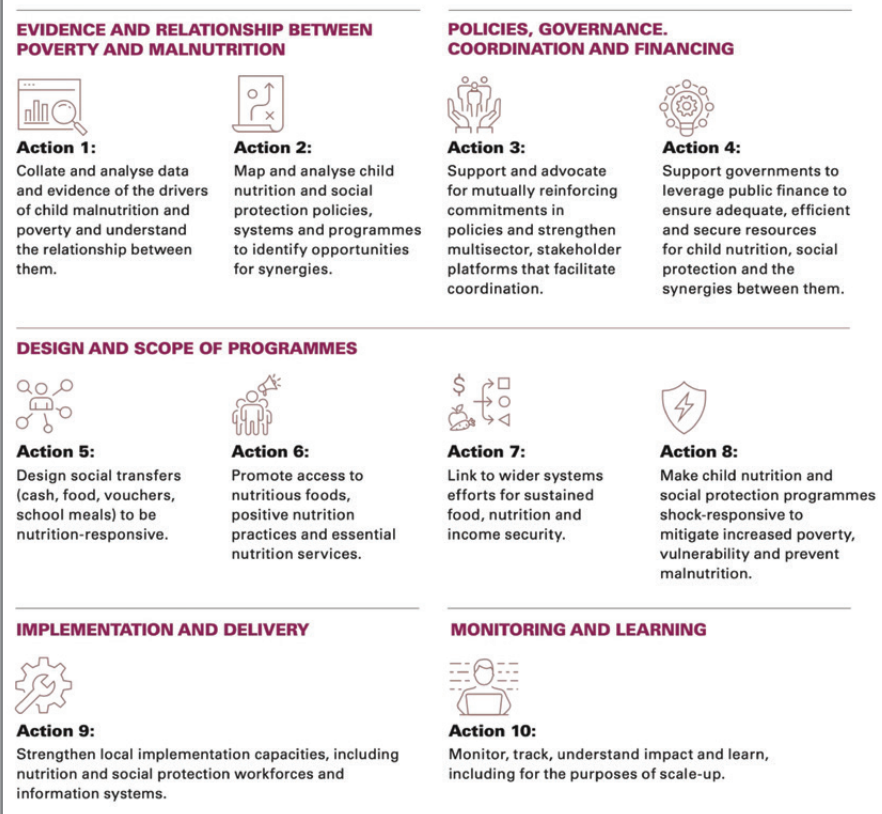 EVIDENCE AND RELATIONSHIP BETWEEN
POVERTY AND MALNUTRITION
Action 1:
Collate and analyse data
and evidence of the drivers
of child malnutrition and
poverty and understand
the relationship between
them.
Action 2:
Map and analyse child
nutrition and social
protection policies,
systems and programmes
to identify opportunities
for synergies.
POLICIES, GOVERNANCE.
COORDINATION AND FINANCING
Action 3:
Support and advocate
for mutually reinforcing
commitments in
policies and strengthen
multisector, stakeholder
platforms that facilitate
coordination.
Action 4:
Support governments to
leverage public finance to
ensure adequate, efficient
and secure resources
for child nutrition, social
protection and the
synergies between them.
DESIGN AND SCOPE OF PROGRAMMES
Action 5:
Design social transfers
(cash, food, vouchers,
school meals) to be
nutrition-responsive.
Action 6:
Promote access to
nutritious foods,
positive nutrition
practices and essential
nutrition services.
$
Action 7:
Link to wider systems
efforts for sustained
food, nutrition and
income security.
Action 8:
Make child nutrition and
social protection programmes
shock-responsive to
mitigate increased poverty,
vulnerability and prevent
malnutrition.
IMPLEMENTATION AND DELIVERY
Action 9:
Strengthen local implementation capacities, including
nutrition and social protection workforces and
information systems.
MONITORING AND LEARNING
Action 10:
Monitor, track, understand impact and learn,
including for the purposes of scale-up.